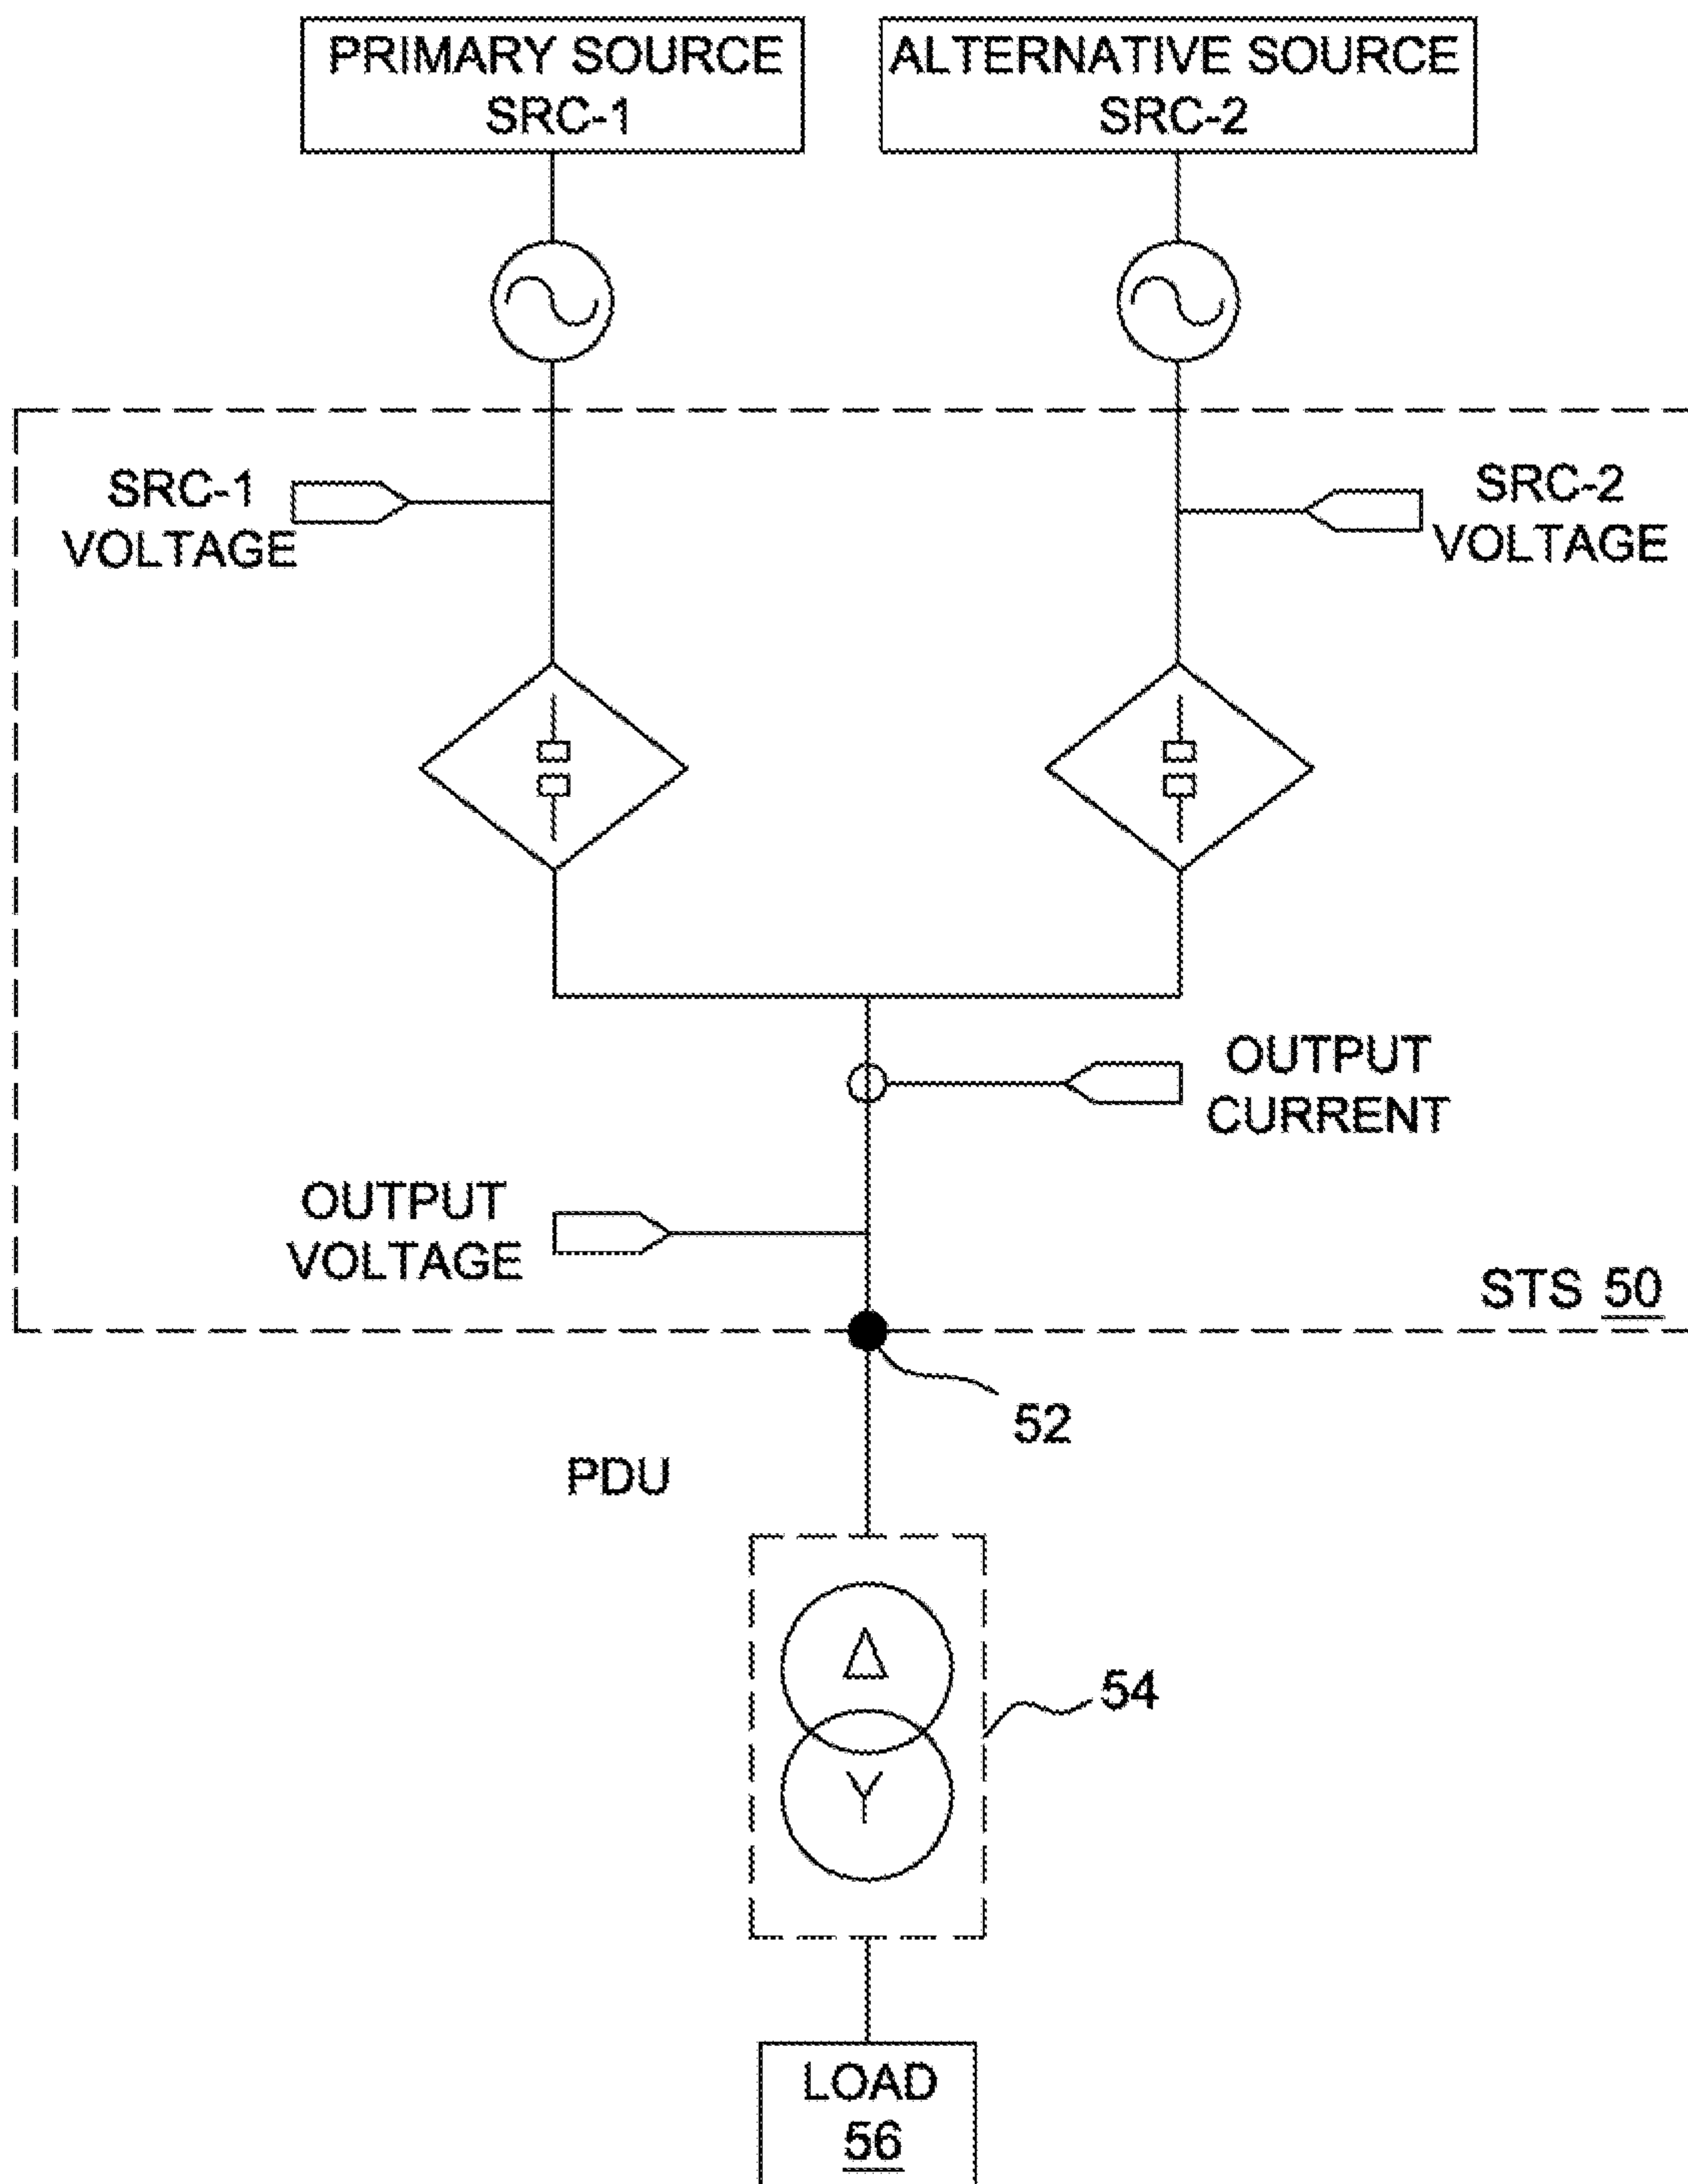 PRIMARY SOURCE
SRC-1
ALTERNATIVE SOURCE
SRC-2
SRC-1
VOLTAGE
SRC-2
VOLTAGE
OUTPUT
CURRENT
OUTPUT
VOLTAGE
STS 50
52
PDU
Δ
54
Y
LOAD
56